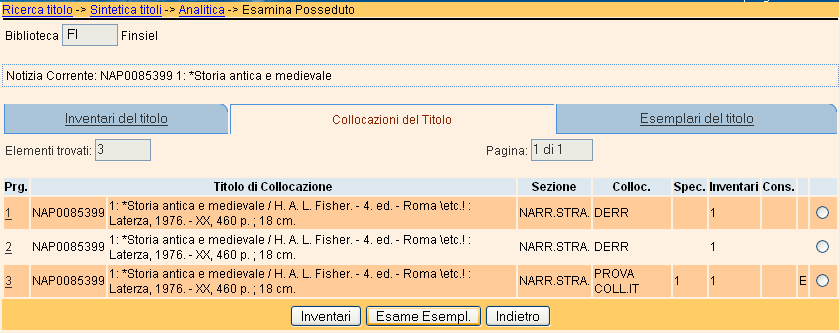 Ricerca titolo -> Sintetica titoli -> Analitica -> Esamina Posseduto
Biblioteca FI Finsiel
Notizia Corrente: NAP0085399 1: *Storia antica e medievale
Inventari del titolo Collocazioni del Titolo Esemplari del titolo
Elementi trovati: 3 Pagina: 1 di 1
Prg. Titolo di Collocazione Sezione Colloc. Spec. Inventari Cons.
1 NAP0085399 1: *Storia antica e medievale / H. A. L. Fisher. - 4. ed. - Roma \etc.! : NARR.STRA. DERR 1
Laterza, 1976. - XX, 460 p. ; 18 cm.
2 NAP0085399 1: *Storia antica e medievale / H. A. L. Fisher. - 4. ed. - Roma \etc.! : NARR.STRA. DERR 1
Laterza, 1976. - XX, 460 p. ; 18 cm.
3 NAP0085399 1: *Storia antica e medievale / H. A. L. Fisher. - 4. ed. - Roma \etc.! : NARR.STRA. PROVA 1 1 E
Laterza, 1976. - XX, 460 p. ; 18 cm. COLL.IT
Inventari Esame Esempl. Indietro